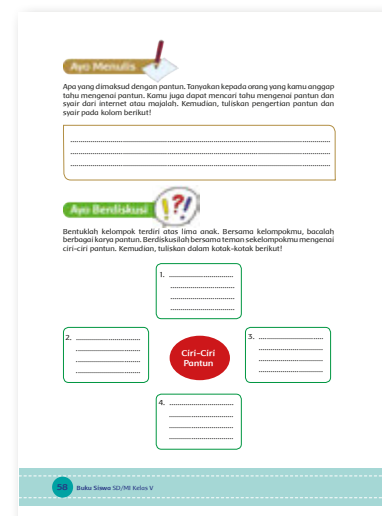 Ayo Menulis
Apa yang dimaksud dengan pantun. Tanyakan kepada orang yang kamu anggap
tahu mengenai pantun. Kamu juga dapat mencari tahu mengenai pantun dan
syair dari internet atau majalah. Kemudian, tuliskan pengertian pantun dan
syair pada kolom berikut!
Ayo Berdiskusi
Bentuklah kelompok terdiri atas lima anak. Bersama kelompokmu, bacalah
berbagai karya pantun. Berdiskusilah bersama teman sekelompokmu mengenai
ciri-ciri pantun. Kemudian, tuliskan dalam kotak-kotak berikut!
1.
2.
Ciri-Ciri
Pantun
3.
4.
58 Buku Siswa SD/MI Kelas V